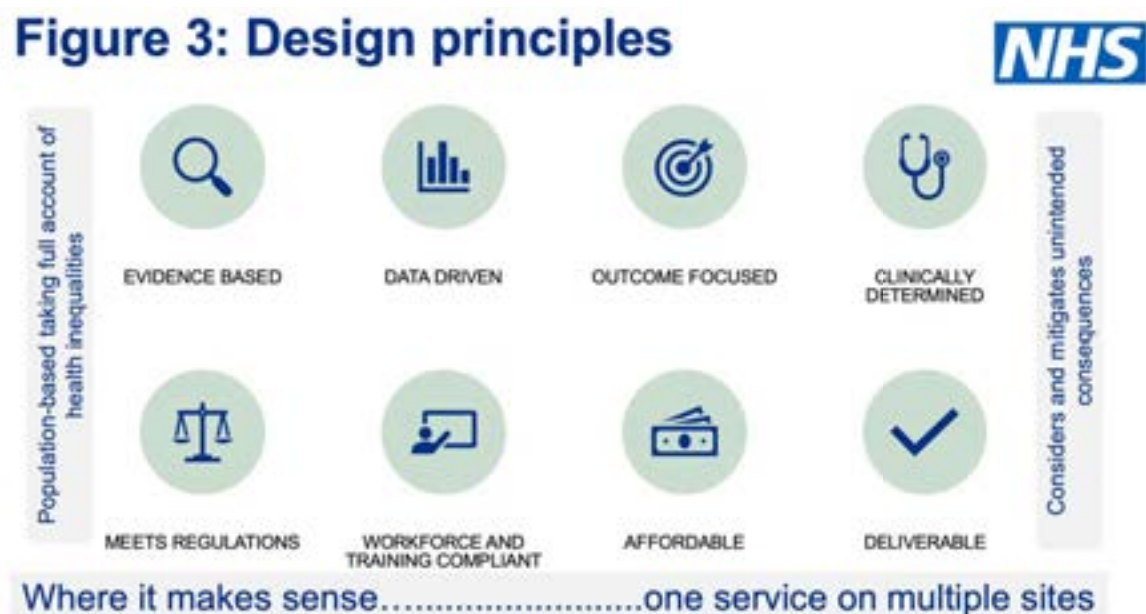 Figure 3: Design principles
NHS
Population-based taking full account of
health inequalities
EVIDENCE BASED
DATA DRIVEN
OUTCOME FOCUSED
CLINICALLY
DETERMINED
MEETS REGULATIONS
WORKFORCE AND
TRAINING COMPLIANT
AFFORDABLE
DELIVERABLE
Considers and mitigates unintended
consequences
Where it makes sense…........................one service on multiple sites